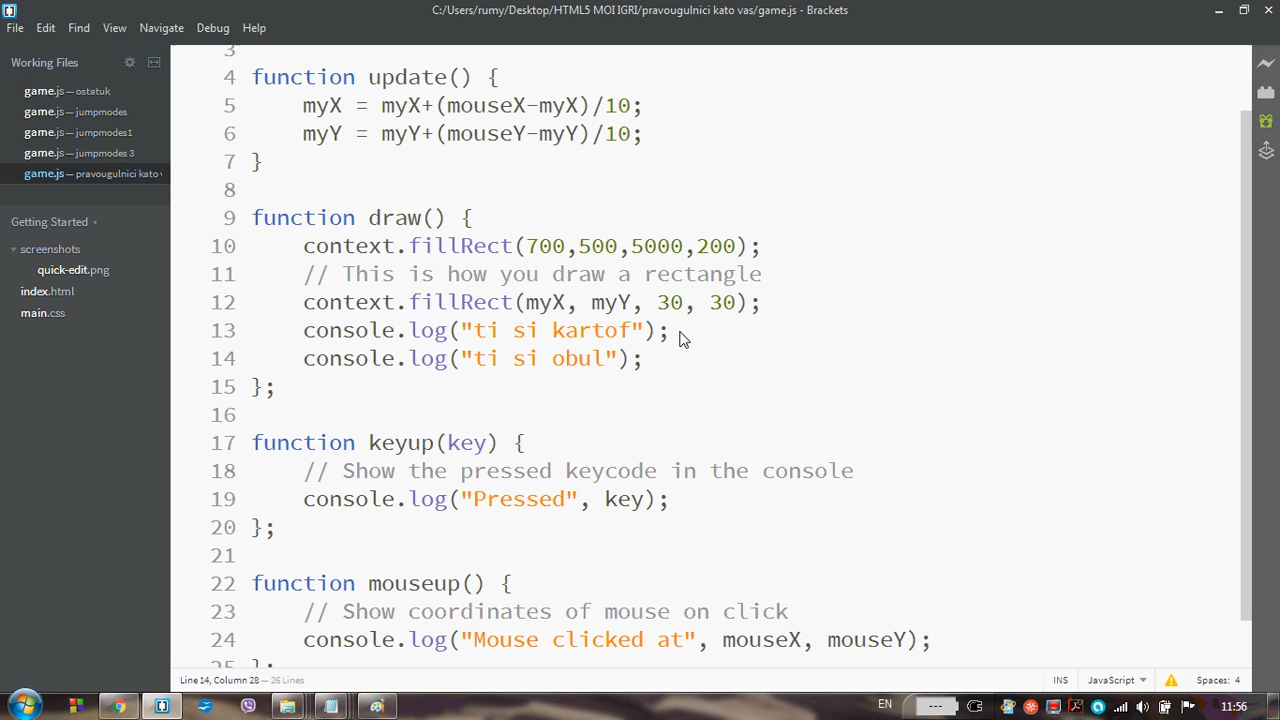 C:/Users/rumy/Desktop/HTML5 MOI IGRI/pravougulnici kato vas/game.js - Brackets
File Edit Find View Navigate Debug Help
Working Files
game.js — ostatuk
game.js — jumpmodes
game.js — jumpmodes1
game.js — jumpmodes 3
game.js — pravougulnici kato v
Getting Started
screenshots
quick-edit.png
index.html
main.css
3
4 function update() {
5 myX = myX+(mouseX-myX)/10;
6 myY = myY+(mouseY-myY)/10;
7 }
8
9 function draw() {
10 context.fillRect(700,500,5000,200);
11 // This is how you draw a rectangle
12 context.fillRect(myX, myY, 30, 30);
13 console.log("ti si kartof");
14 console.log("ti si obul");
15 };
16
17 function keyup(key) {
18 // Show the pressed keycode in the console
19 console.log("Pressed", key);
20 };
21
22 function mouseup() {
23 // Show coordinates of mouse on click
24 console.log("Mouse clicked at", mouseX, mouseY);
25 };
Line 14, Column 28 — 26 Lines
INS JavaScript Spaces: 4
EN --- 11:56